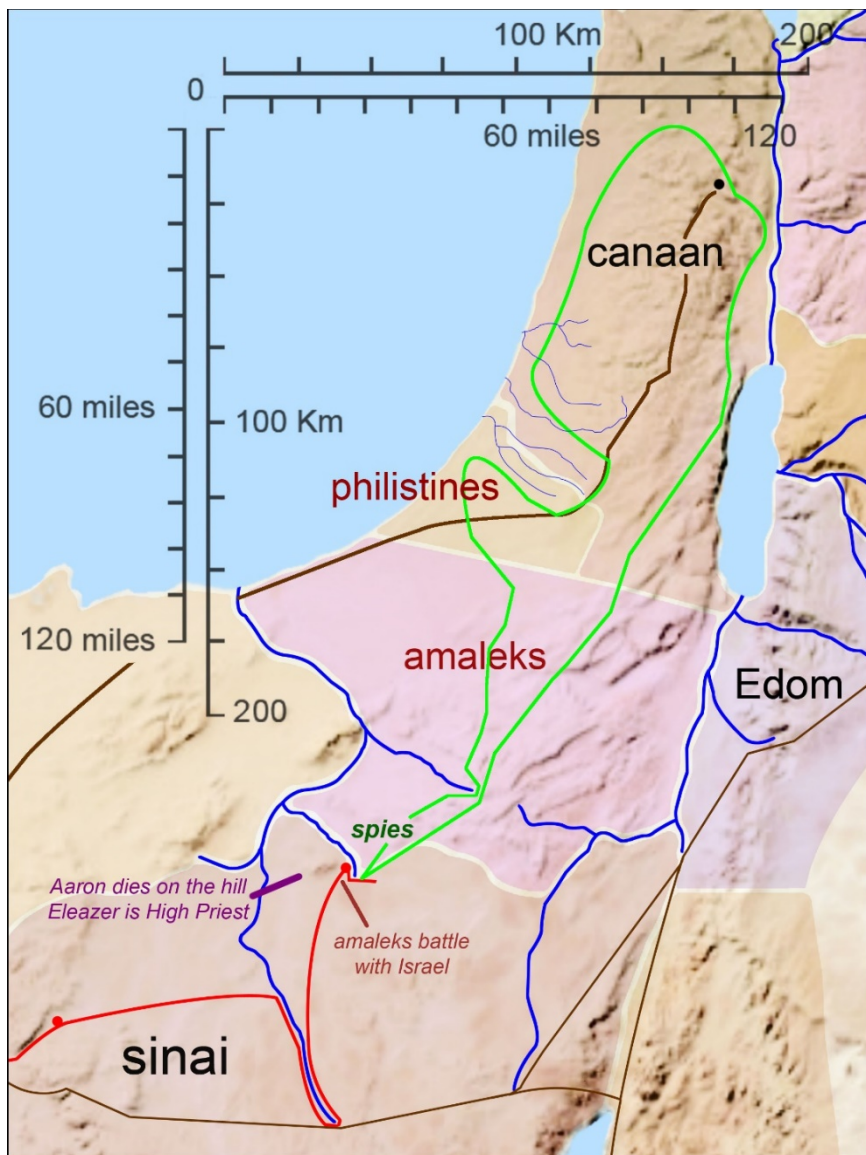 100 Km 200
0
60 miles 120
canaan
60 miles
100 Km
philistines
120 miles
amaleks
Edom
200
spies
Aaron dies on the hill
Eleazer is High Priest
amaleks battle
with Israel
sinai